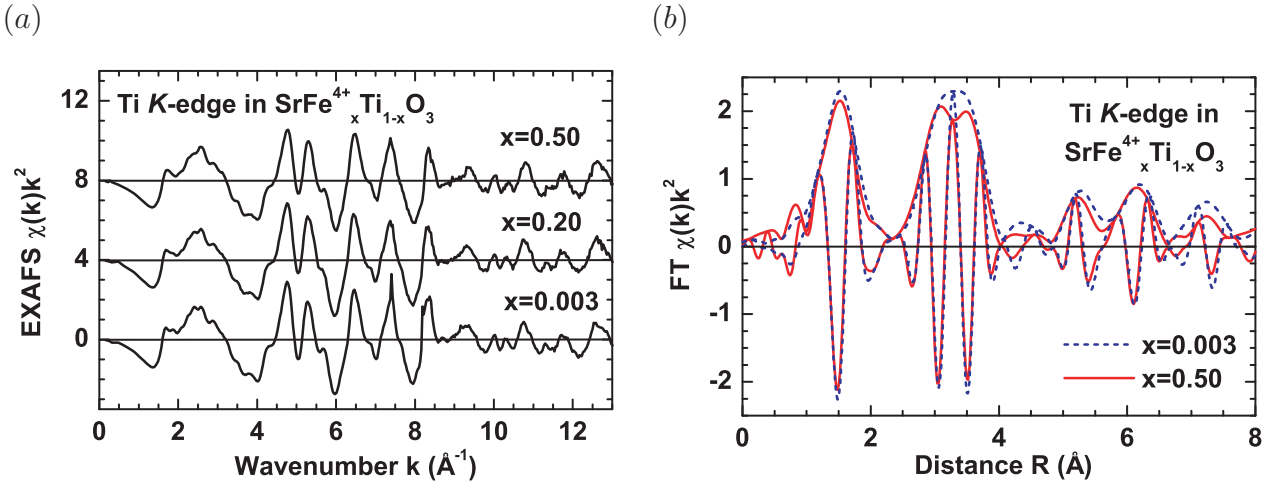 (a)
EXAFS χ(k)k²
12
8
4
0
Ti K-edge in SrFe⁴⁺ₓTi₁₋ₓO₃
x=0.50
x=0.20
x=0.003
0 2 4 6 8 10 12
Wavenumber k (Å⁻¹)
(b)
FT χ(k)k²
2
1
0
-1
-2
Ti K-edge in
SrFe⁴⁺ₓTi₁₋ₓO₃
x=0.003
x=0.50
0 2 4 6 8
Distance R (Å)